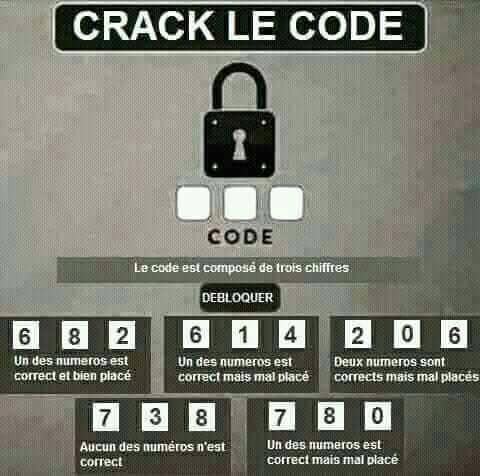 CRACK LE CODE
CODE
Le code est composé de trois chiffres
DEBLOQUER
6 8 2
Un des numeros est
correct et bien placé
6 1 4
Un des numeros est
correct mais mal placé
2 0 6
Deux numeros sont
corrects mais mal placés
7 3 8
Aucun des numéros n'est
correct
7 8 0
Un des numeros est
correct mais mal placé